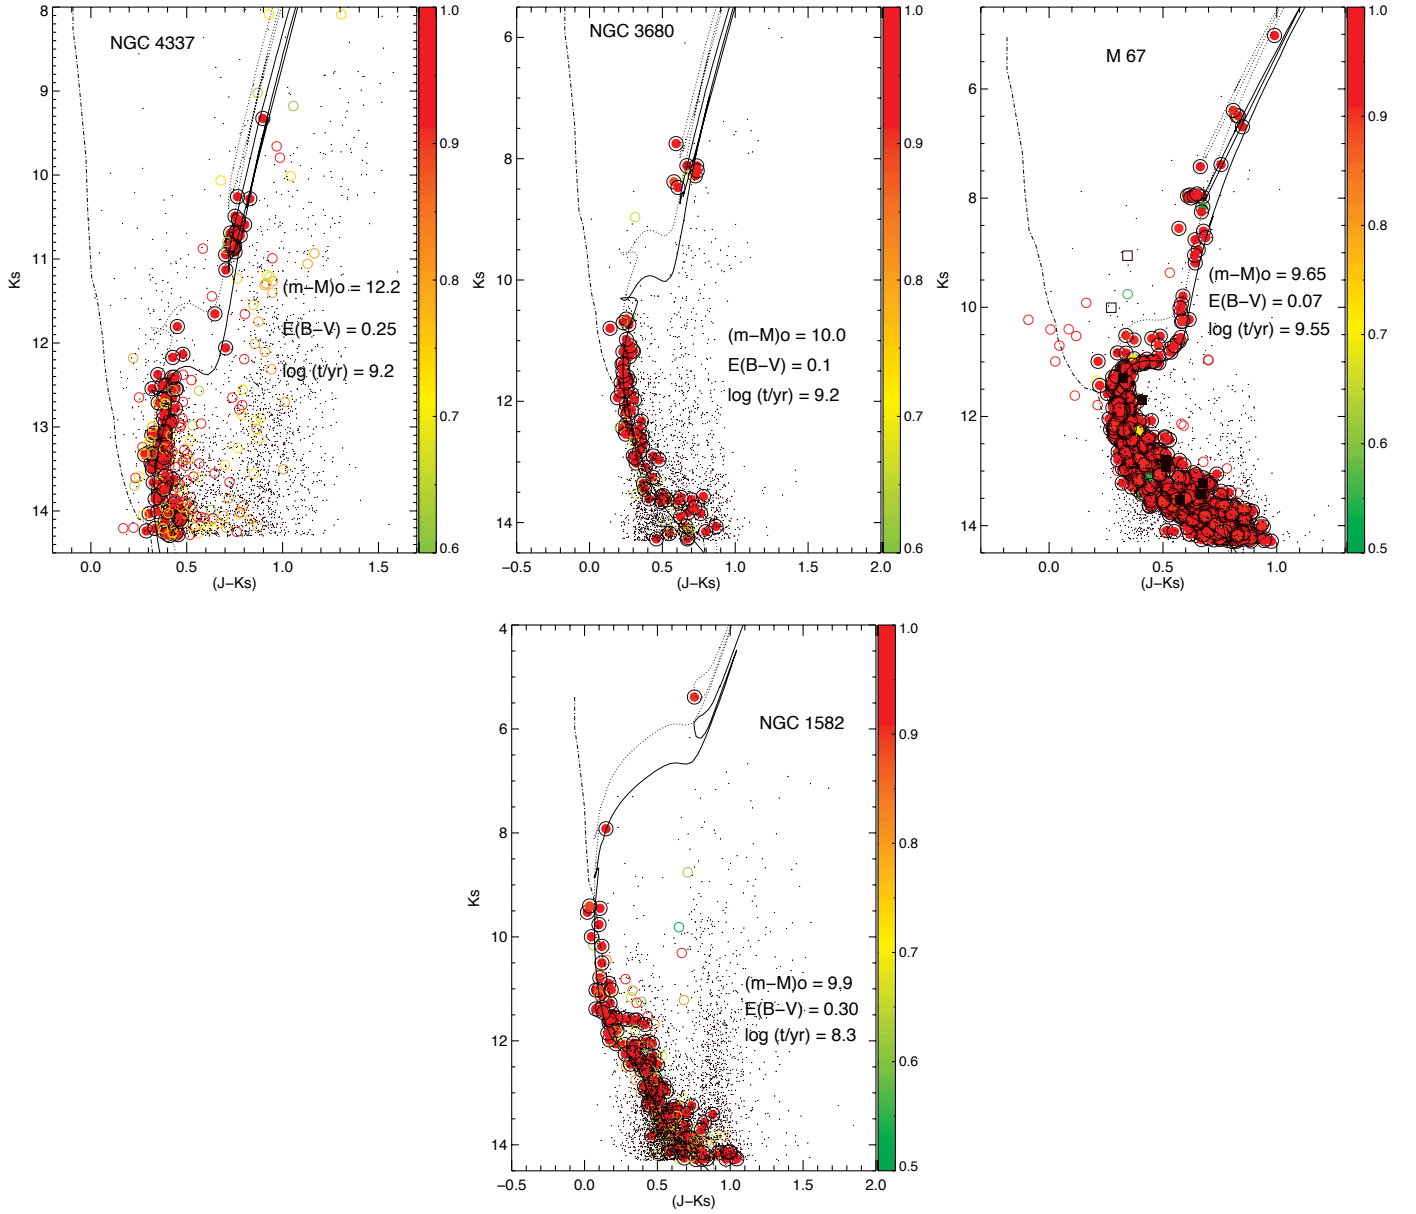 NGC 4337
(m−M)o = 12.2
E(B−V) = 0.25
log (t/yr) = 9.2
Ks
8
9
10
11
12
13
14
0.0
0.5
1.0
1.5
(J−Ks)
1.0
0.9
0.8
0.7
0.6
NGC 3680
(m−M)o = 10.0
E(B−V) = 0.1
log (t/yr) = 9.2
Ks
6
8
10
12
14
−0.5
0.0
0.5
1.0
1.5
2.0
(J−Ks)
1.0
0.9
0.8
0.7
0.6
M 67
(m−M)o = 9.65
E(B−V) = 0.07
log (t/yr) = 9.55
Ks
6
8
10
12
14
0.0
0.5
1.0
(J−Ks)
1.0
0.9
0.8
0.7
0.6
0.5
NGC 1582
(m−M)o = 9.9
E(B−V) = 0.30
log (t/yr) = 8.3
Ks
4
6
8
10
12
14
−0.5
0.0
0.5
1.0
1.5
2.0
(J−Ks)
1.0
0.9
0.8
0.7
0.6
0.5